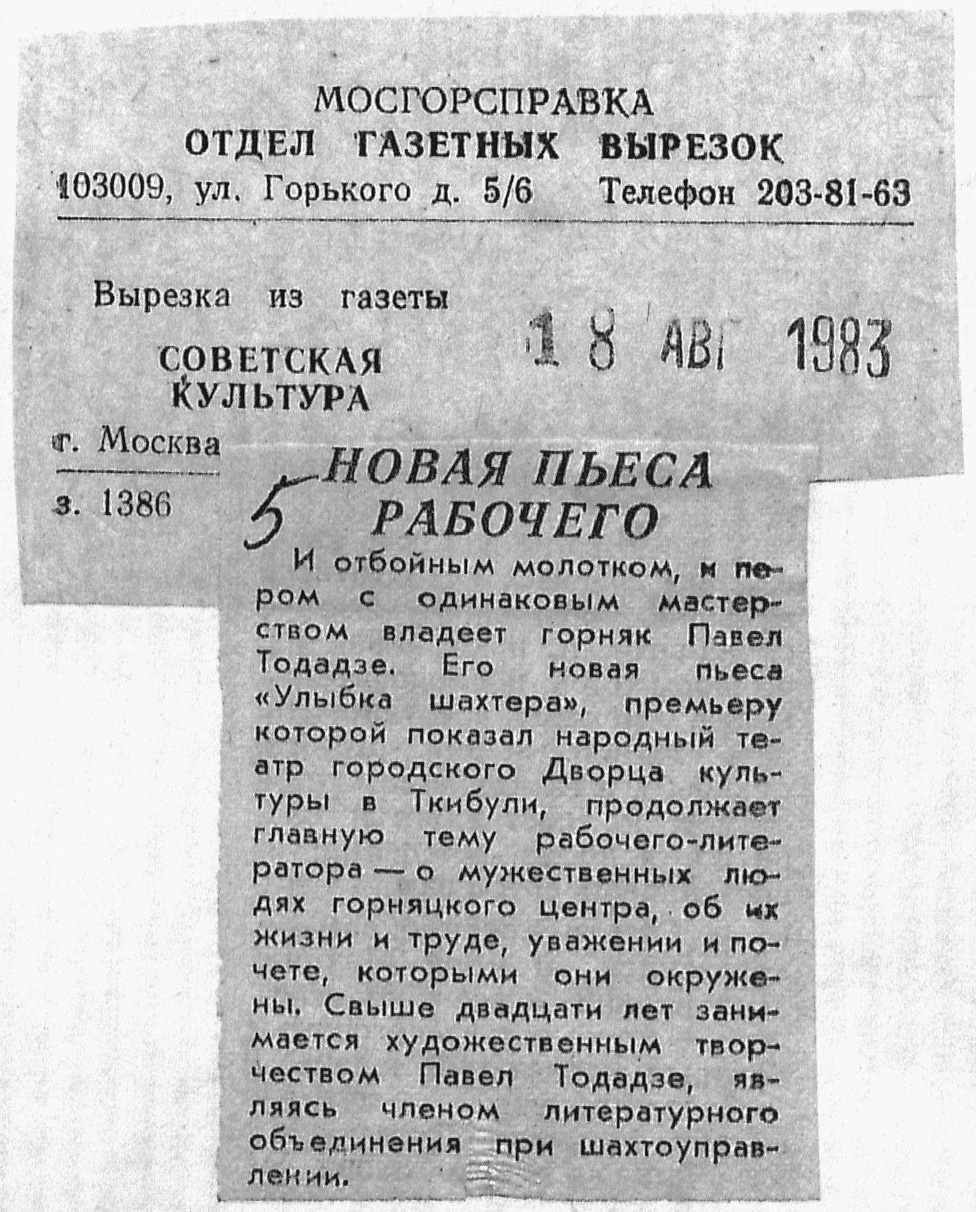 МОСГОРСПРАВКА
ОТДЕЛ ГАЗЕТНЫХ ВЫРЕЗОК
103009, ул. Горького д. 5/6 Телефон 203-81-63
Вырезка из газеты
18 АВГ 1983
СОВЕТСКАЯ
КУЛЬТУРА
г. Москва
з. 1386
5
НОВАЯ ПЬЕСА
РАБОЧЕГО
И отбойным молотком, и пе-
ром с одинаковым мастер-
ством владеет горняк Павел
Тодадзе. Его новая пьеса
«Улыбка шахтера», премьеру
которой показал народный те-
атр городского Дворца куль-
туры в Ткибули, продолжает
главную тему рабочего-лите-
ратора — о мужественных лю-
дях горняцкого центра, об их
жизни и труде, уважении и по-
чете, которыми они окруже-
ны. Свыше двадцати лет зани-
мается художественным твор-
чеством Павел Тодадзе, яв-
ляясь членом литературного
объединения при шахтоуправ-
лении.